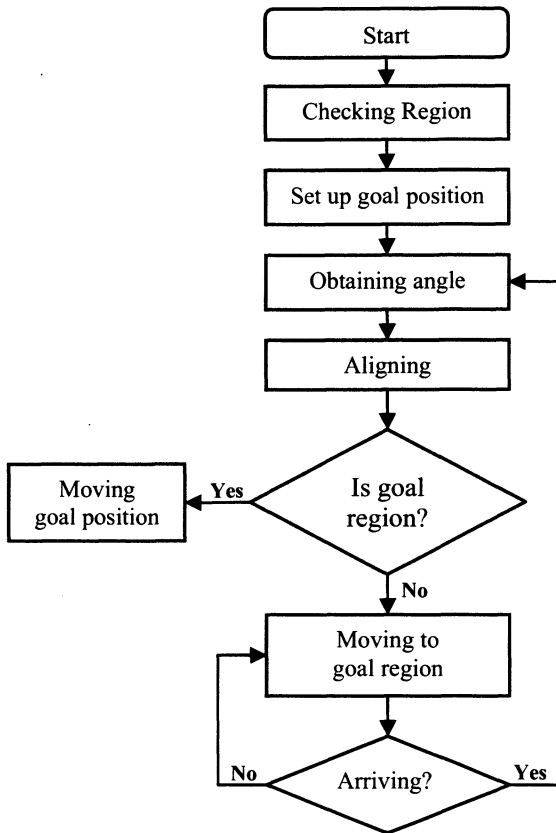 Start
Checking Region
Set up goal position
Obtaining angle
Aligning
Is goal
region?
Yes
Moving
goal position
No
Moving to
goal region
Arriving?
No
Yes